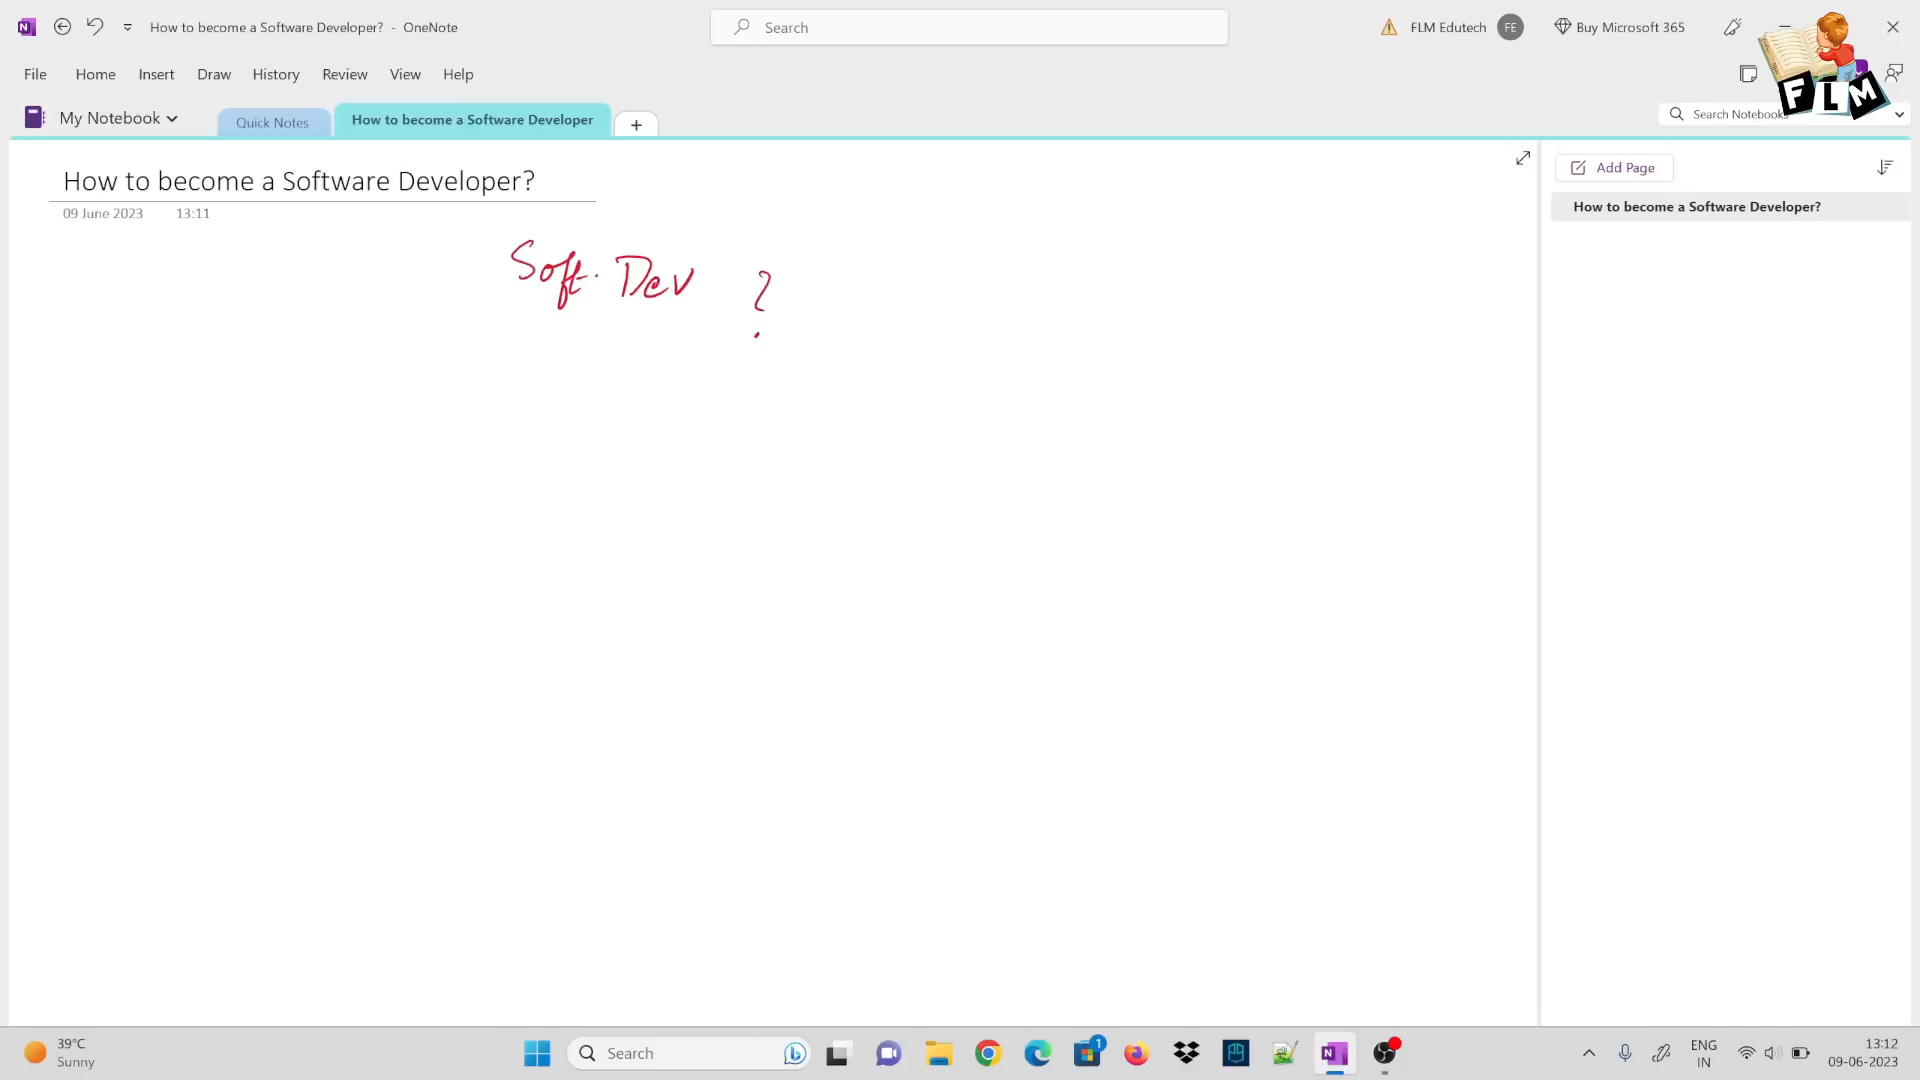 How to become a Software Developer? - OneNote
Search
FLM Edutech FE
Buy Microsoft 365
File Home Insert Draw History Review View Help
FLM
My Notebook
Quick Notes
How to become a Software Developer
+
Search Notebooks
How to become a Software Developer?
09 June 2023 13:11
Add Page
How to become a Software Developer?
Soft. Dev ?
39°C
Sunny
Search
1
ENG
IN
13:12
09-06-2023